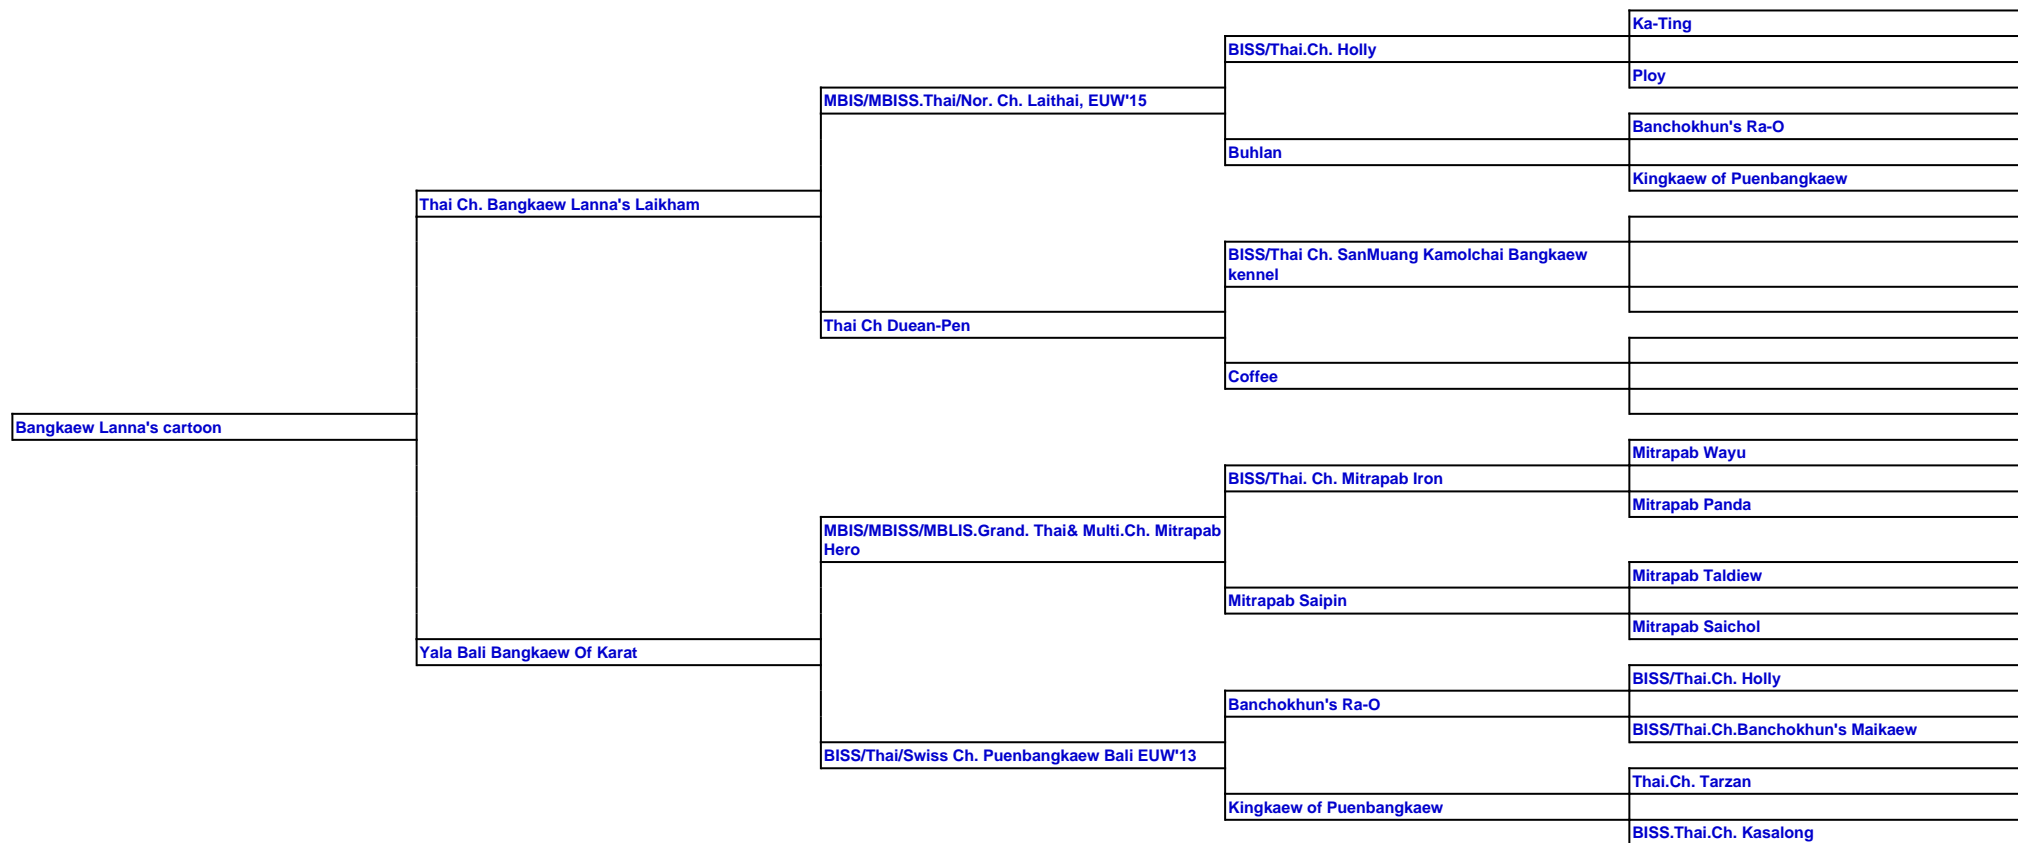 Ka-Ting
BISS/Thai.Ch. Holly
Ploy
MBIS/MBISS.Thai/Nor. Ch. Laithai, EUW'15
Banchokhun's Ra-O
Buhlan
Kingkaew of Puenbangkaew
Thai Ch. Bangkaew Lanna's Laikham
BISS/Thai Ch. SanMuang Kamolchai Bangkaew
kennel
Thai Ch Duean-Pen
Coffee
Bangkaew Lanna's cartoon
Mitrapab Wayu
BISS/Thai. Ch. Mitrapab Iron
Mitrapab Panda
MBIS/MBISS/MBLIS.Grand. Thai& Multi.Ch. Mitrapab
Hero
Mitrapab Taldiew
Mitrapab Saipin
Mitrapab Saichol
Yala Bali Bangkaew Of Karat
BISS/Thai.Ch. Holly
Banchokhun's Ra-O
BISS/Thai.Ch.Banchokhun's Maikaew
BISS/Thai/Swiss Ch. Puenbangkaew Bali EUW'13
Thai.Ch. Tarzan
Kingkaew of Puenbangkaew
BISS.Thai.Ch. Kasalong